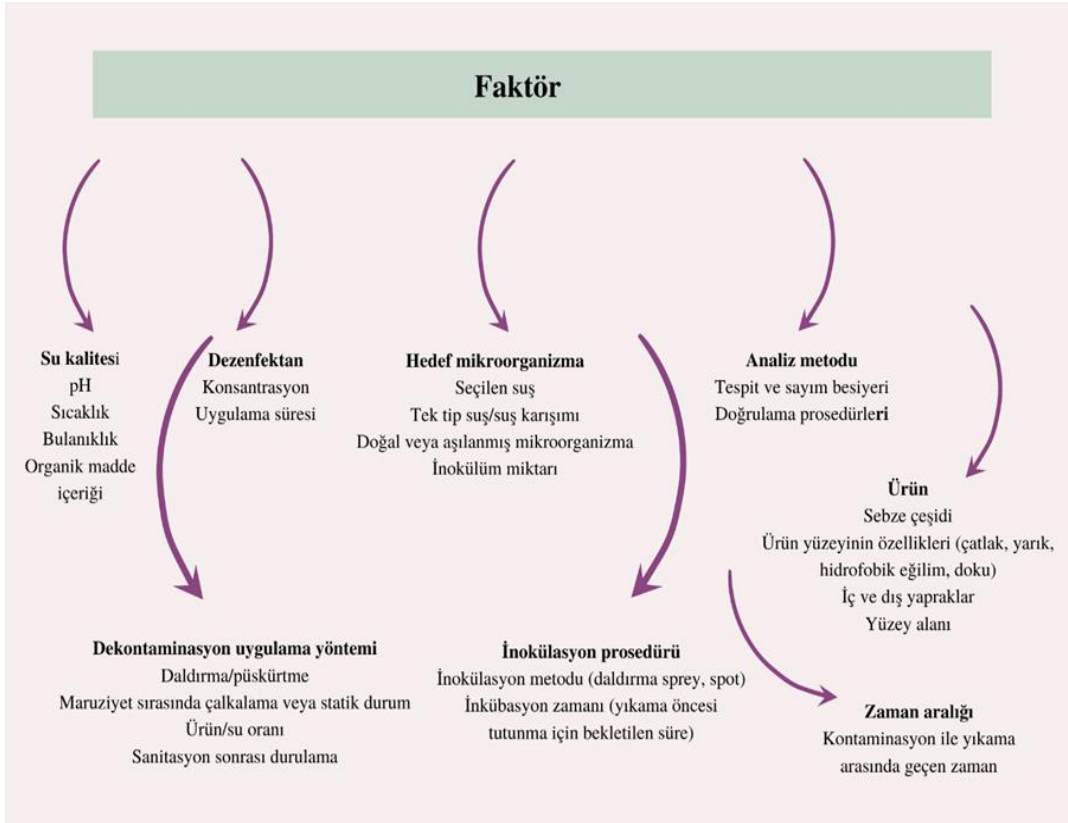 Faktör
Su kalitesi
pH
Sıcaklık
Bulanıklık
Organik madde
içeriği
Dezenfektan
Konsantrasyon
Uygulama süresi
Hedef mikroorganizma
Seçilen suş
Tek tip suş/suş karışımı
Doğal veya aşılanmış mikroorganizma
İnokülüm miktarı
Analiz metodu
Tespit ve sayım besiyeri
Doğrulama prosedürleri
Ürün
Sebze çeşidi
Ürün yüzeyinin özellikleri (çatlak, yarık,
hidrofobik eğilim, doku)
İç ve dış yapraklar
Yüzey alanı
Dekontaminasyon uygulama yöntemi
Daldırma/püskürtme
Maruziyet sırasında çalkalama veya statik durum
Ürün/su oranı
Sanitasyon sonrası durulama
İnokülasyon prosedürü
İnokülasyon metodu (daldırma sprey, spot)
İnkübasyon zamanı (yıkama öncesi
tutunma için bekletilen süre)
Zaman aralığı
Kontaminasyon ile yıkama
arasında geçen zaman